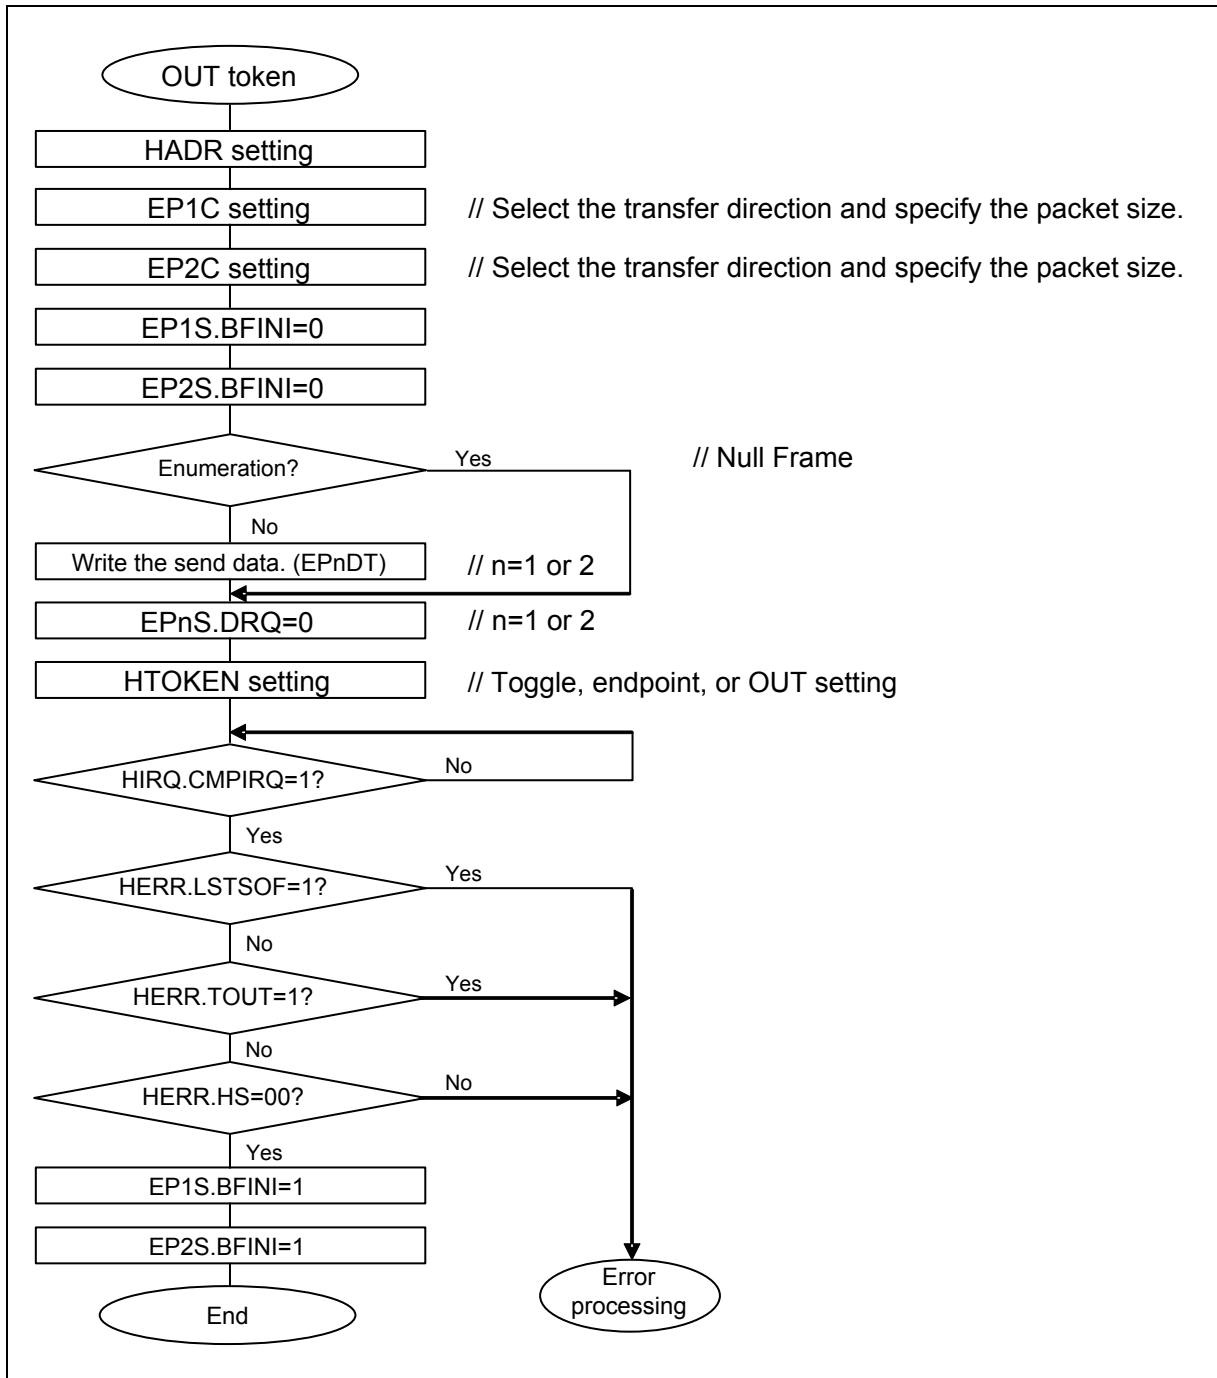 OUT token
HADR setting
EP1C setting // Select the transfer direction and specify the packet size.
EP2C setting // Select the transfer direction and specify the packet size.
EP1S.BFINI=0
EP2S.BFINI=0
Enumeration? Yes // Null Frame
No
Write the send data. (EPnDT) // n=1 or 2
EPnS.DRQ=0 // n=1 or 2
HTOKEN setting // Toggle, endpoint, or OUT setting
HIRQ.CMPIRQ=1? No
Yes
HERR.LSTSOF=1? Yes
No
HERR.TOUT=1? Yes
No
HERR.HS=00? No
Yes
EP1S.BFINI=1
EP2S.BFINI=1
End
Error
processing